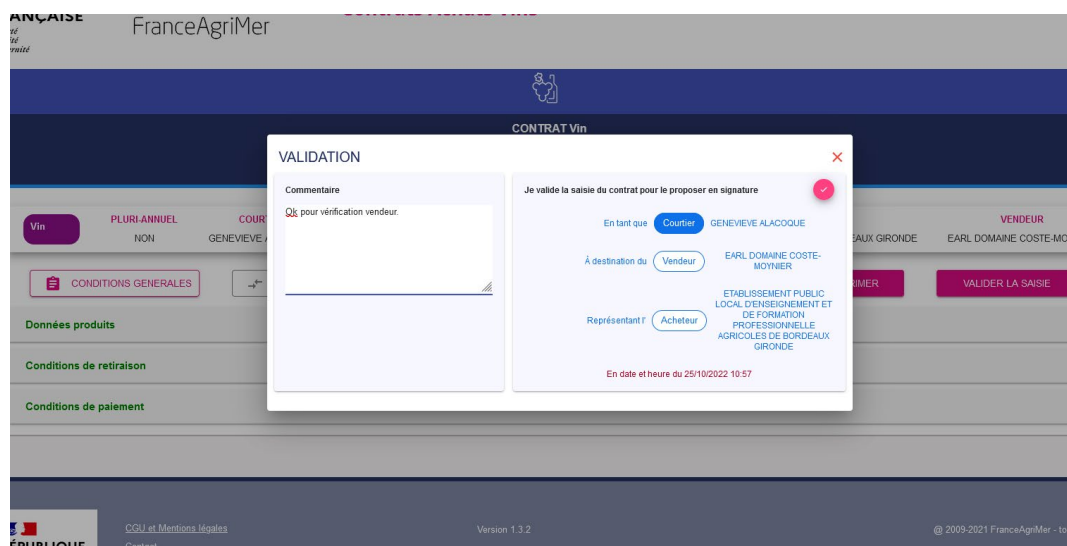 FranceAgriMer
CONTRAT Vin
VALIDATION
Commentaire
Ok pour vérification vendeur.
Je valide la saisie du contrat pour le proposer en signature
En tant que Courtier GENEVIEVE ALACOQUE
À destination du Vendeur EARL DOMAINE COSTE-
MOYNIER
Représentant l' Acheteur ETABLISSEMENT PUBLIC
LOCAL D'ENSEIGNEMENT ET
DE FORMATION
PROFESSIONNELLE
AGRICOLES DE BORDEAUX
GIRONDE
En date et heure du 25/10/2022 10:57
Vin
PLURI-ANNUEL
NON
COUR
GENEVIEVE
EAUX GIRONDE
VENDEUR
EARL DOMAINE COSTE-MO
CONDITIONS GENERALES
RIMER
VALIDER LA SAISIE
Données produits
Conditions de retiraison
Conditions de paiement
CGU et Mentions légales
Version 1.3.2
@ 2009-2021 FranceAgriMer - to